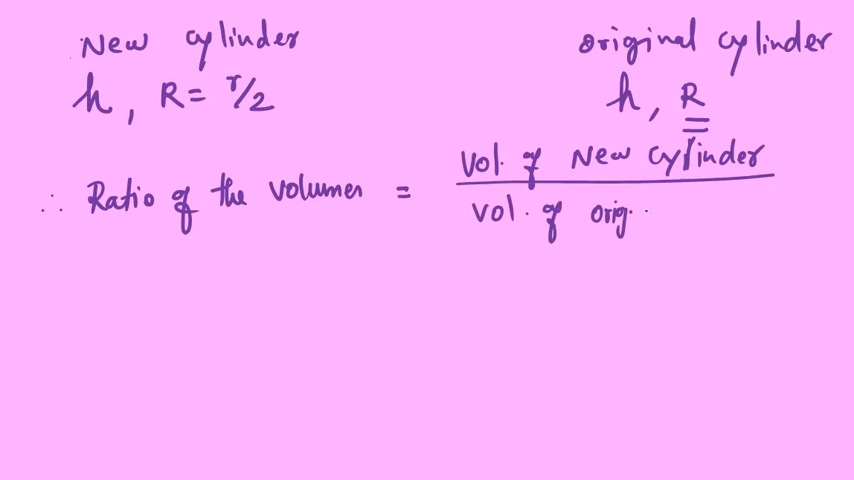 New cylinder original cylinder
h, R = r/2 h, R
∴ Ratio of the volumes = Vol. of New cylinder
vol. of orig.